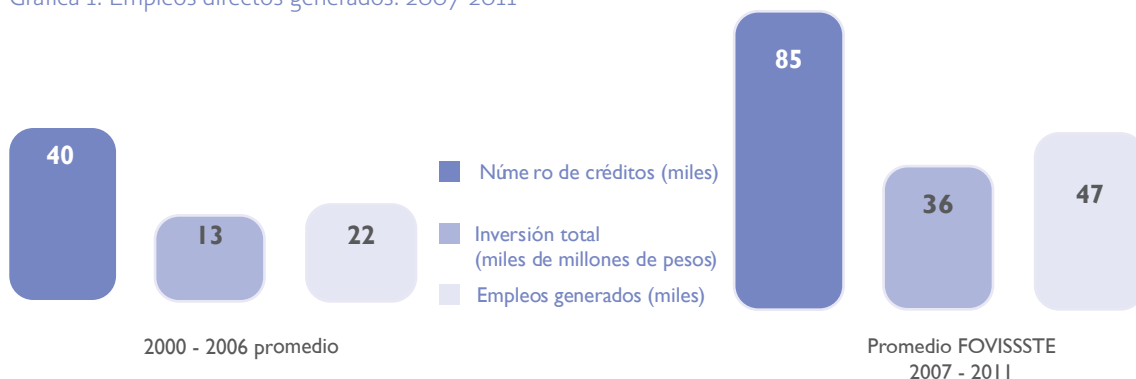 Gráfica 1. Empleos directos generados. 2007-2011
85
40
Núme ro de créditos (miles)
36
47
13
22
Inversión total
(miles de millones de pesos)
Empleos generados (miles)
2000 - 2006 promedio
Promedio FOVISSSTE
2007 - 2011